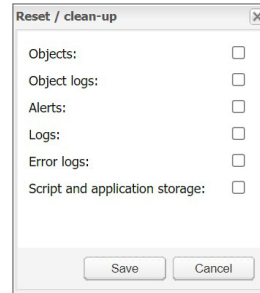 Reset / clean-up
Objects:
Object logs:
Alerts:
Logs:
Error logs:
Script and application storage:
Save Cancel